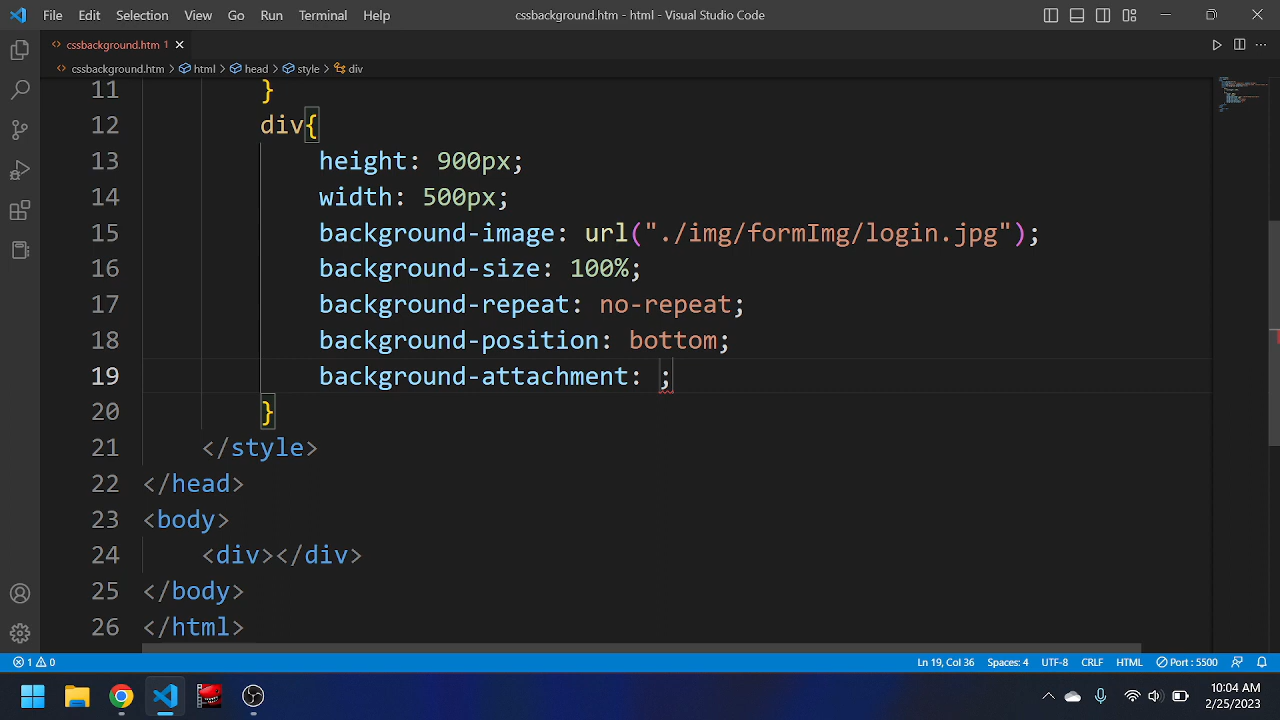 File Edit Selection View Go Run Terminal Help cssbackground.htm - html - Visual Studio Code
cssbackground.htm 1
cssbackground.htm > html > head > style > div
11 }
12 div{
13 height: 900px;
14 width: 500px;
15 background-image: url("./img/formImg/login.jpg");
16 background-size: 100%;
17 background-repeat: no-repeat;
18 background-position: bottom;
19 background-attachment: ;
20 }
21 </style>
22 </head>
23 <body>
24 <div></div>
25 </body>
26 </html>
1 0 Ln 19, Col 36 Spaces: 4 UTF-8 CRLF HTML Port : 5500
10:04 AM
2/25/2023